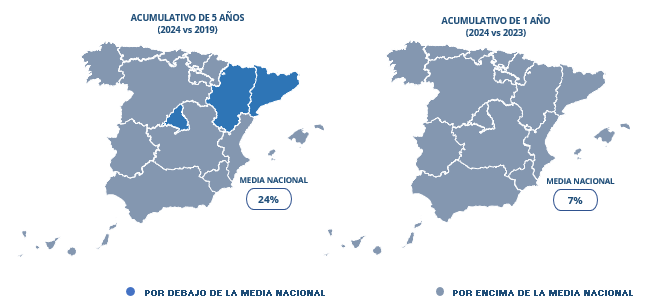 ACUMULATIVO DE 5 AÑOS
(2024 vs 2019)
ACUMULATIVO DE 1 AÑO
(2024 vs 2023)
MEDIA NACIONAL
24%
MEDIA NACIONAL
7%
POR DEBAJO DE LA MEDIA NACIONAL
POR ENCIMA DE LA MEDIA NACIONAL